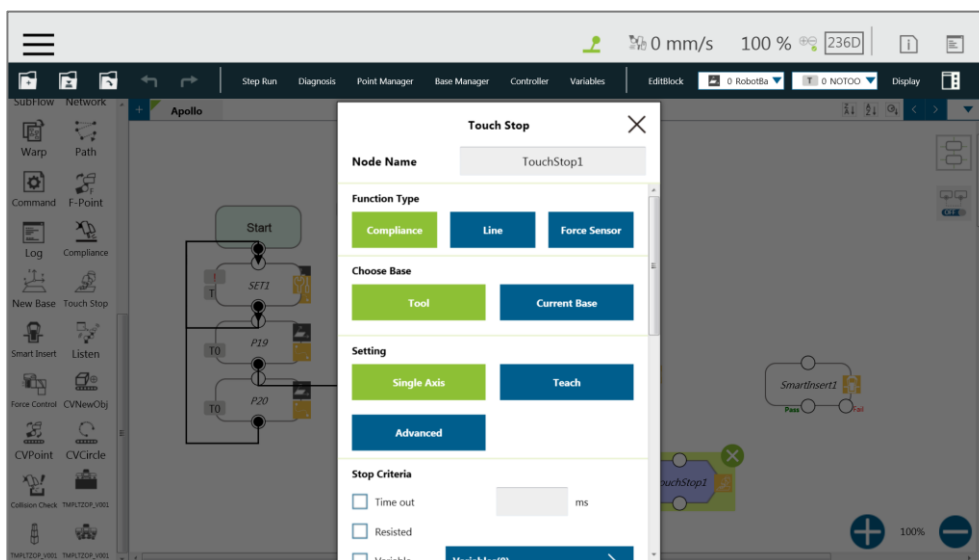 0 mm/s 100 % 236D
Step Run Diagnosis Point Manager Base Manager Controller Variables EditBlock 0 RobotBa T 0 NOTOO Display
SubFlow Network
+ Apollo
Warp Path
Command F-Point
Log Compliance
New Base Touch Stop
Smart Insert Listen
Force Control CVNewObj
CVPoint CVCircle
Collision Check TMPLTZOP_V001
TMPLTZOP_V001 TMPLTZOP_V001
Start
SET1
T
P19
T0
P20
T0
Touch Stop
Node Name TouchStop1
Function Type
Compliance Line Force Sensor
Choose Base
Tool Current Base
Setting
Single Axis Teach
Advanced
Stop Criteria
Time out ms
Resisted
OFF
SmartInsert1
Pass Fail
ouchStop1
100%